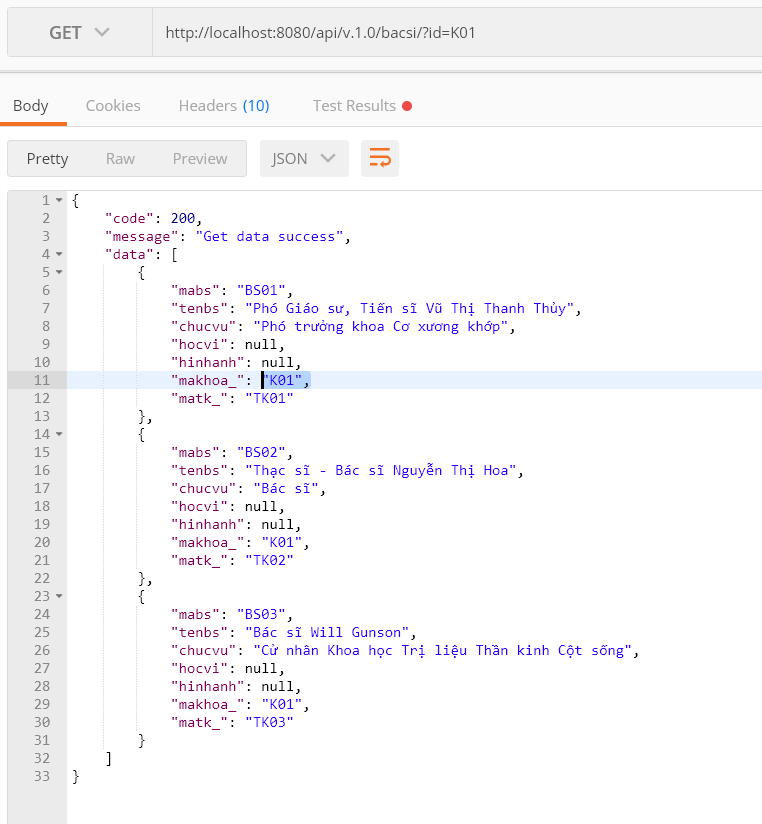 GET http://localhost:8080/api/v.1.0/bacsi/?id=K01
Body Cookies Headers (10) Test Results
Pretty Raw Preview JSON
1 {
2 "code": 200,
3 "message": "Get data success",
4 "data": [
5 {
6 "mabs": "BS01",
7 "tenbs": "Phó Giáo sư, Tiến sĩ Vũ Thị Thanh Thủy",
8 "chucvu": "Phó trưởng khoa Cơ xương khớp",
9 "hocvi": null,
10 "hinhanh": null,
11 "makhoa_": "K01",
12 "matk_": "TK01"
13 },
14 {
15 "mabs": "BS02",
16 "tenbs": "Thạc sĩ - Bác sĩ Nguyễn Thị Hoa",
17 "chucvu": "Bác sĩ",
18 "hocvi": null,
19 "hinhanh": null,
20 "makhoa_": "K01",
21 "matk_": "TK02"
22 },
23 {
24 "mabs": "BS03",
25 "tenbs": "Bác sĩ Will Gunson",
26 "chucvu": "Cử nhân Khoa học Trị liệu Thần kinh Cột sống",
27 "hocvi": null,
28 "hinhanh": null,
29 "makhoa_": "K01",
30 "matk_": "TK03"
31 }
32 ]
33 }